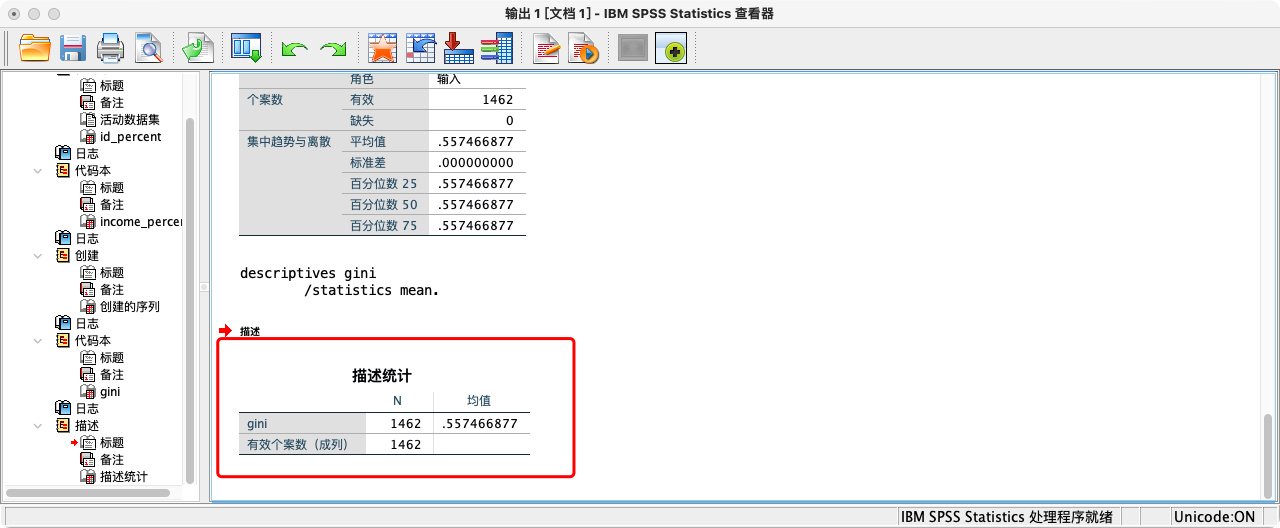 输出 1 [文档 1] - IBM SPSS Statistics 查看器
标题
备注
活动数据集
id_percent
日志
代码本
标题
备注
income_percer
日志
创建
标题
备注
创建的序列
日志
代码本
标题
备注
gini
日志
描述
标题
备注
描述统计
角色 输入
个案数 有效 1462
缺失 0
集中趋势与离散 平均值 .557466877
标准差 .000000000
百分位数 25 .557466877
百分位数 50 .557466877
百分位数 75 .557466877
descriptives gini
/statistics mean.
描述
描述统计
N 均值
gini 1462 .557466877
有效个案数（成列） 1462
IBM SPSS Statistics 处理程序就绪 Unicode:ON